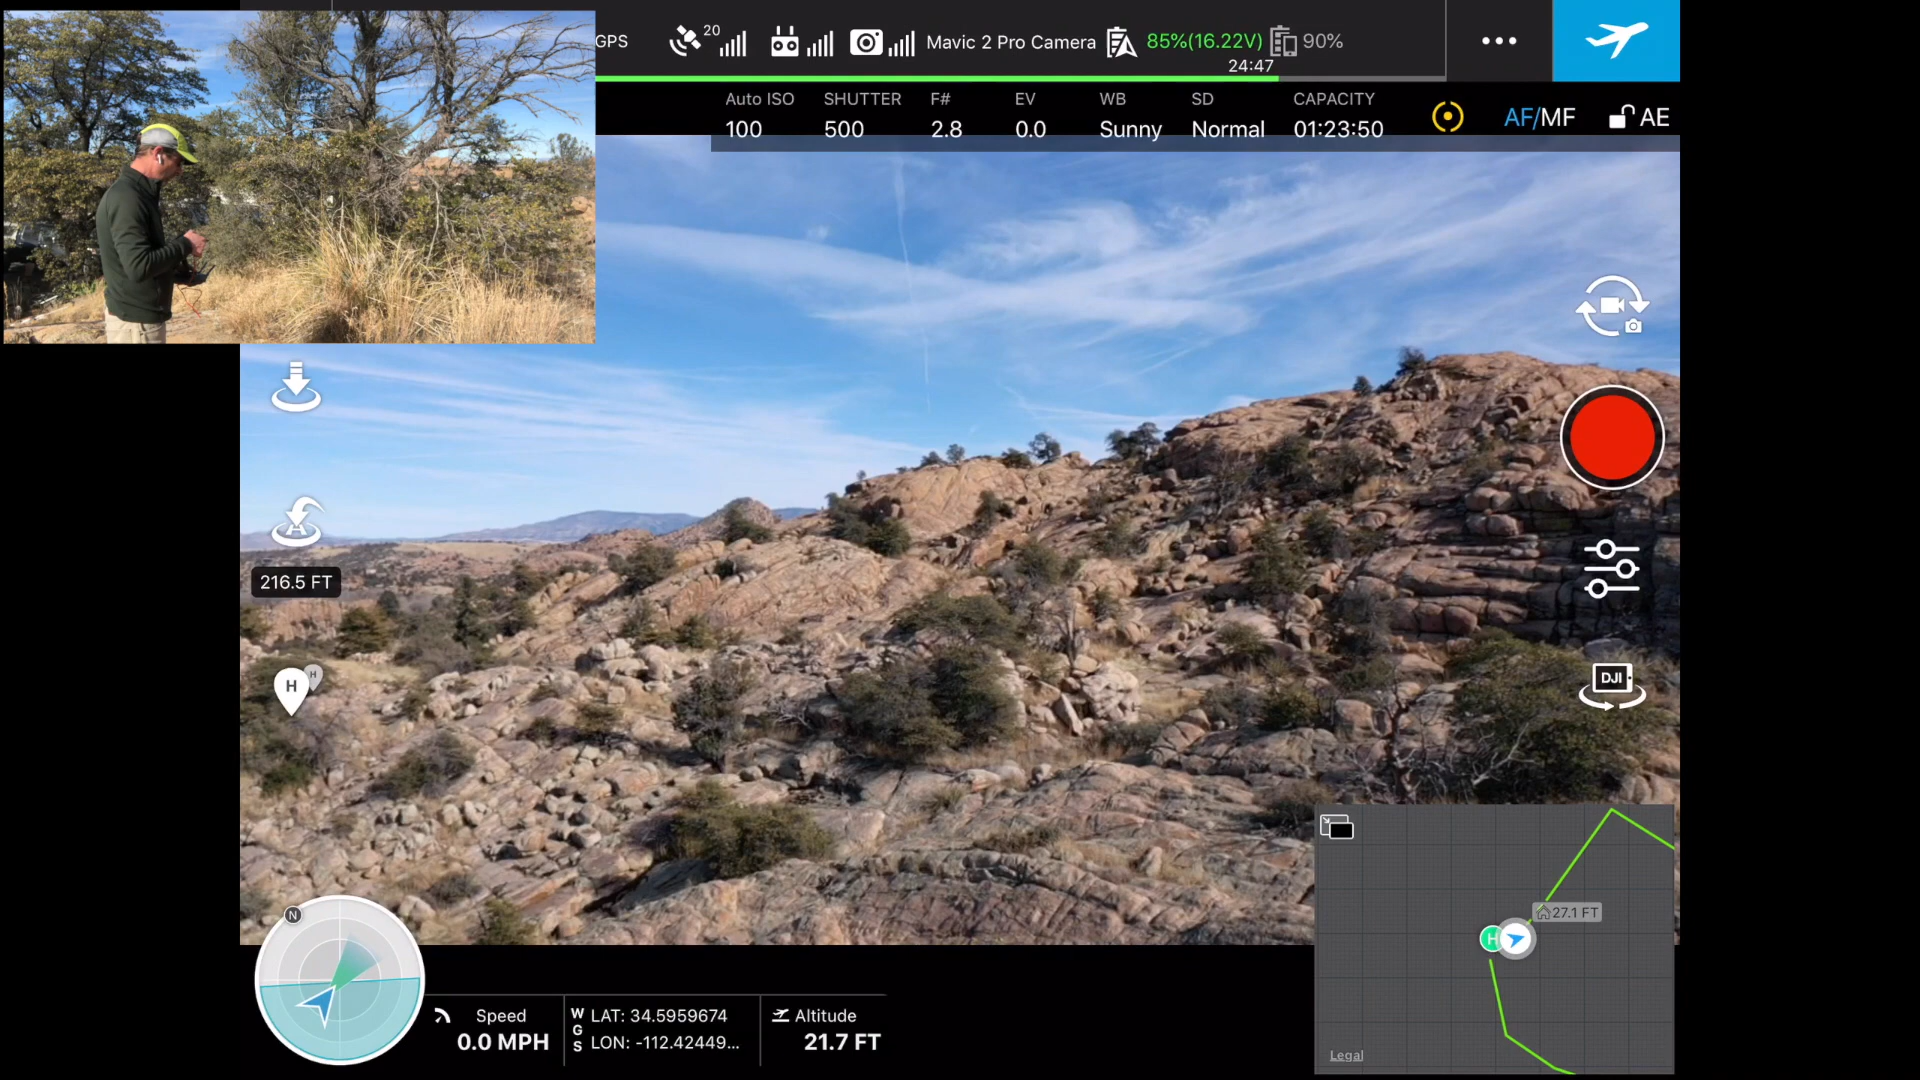 GPS
20
Mavic 2 Pro Camera
85%(16.22V)
90%
24:47
Auto ISO SHUTTER F# EV WB SD CAPACITY
100 500 2.8 0.0 Sunny Normal 01:23:50
AF/MF
AE
216.5 FT
H
H
DJI
27.1 FT
H
N
Speed
0.0 MPH
WGS
LAT: 34.5959674
LON: -112.42449...
Altitude
21.7 FT
Legal